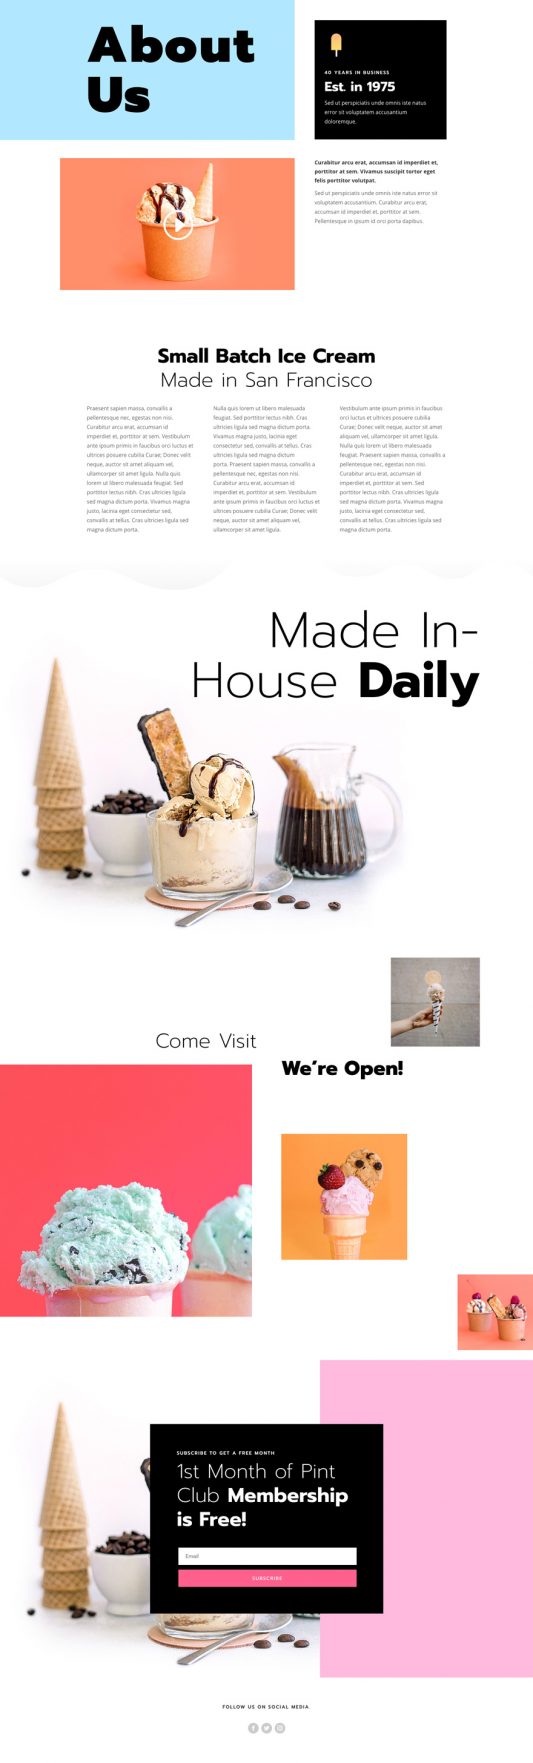 About
Us
40 YEARS IN BUSINESS
Est. in 1975
Sed ut perspiciatis unde omnis iste natus
error sit voluptatem accusantium
doloremque.
Curabitur arcu erat, accumsan id imperdiet et,
porttitor at sem. Vivamus suscipit tortor eget
felis porttitor volutpat.
Sed ut perspiciatis unde omnis iste natus error sit
voluptatem accusantium. Curabitur arcu erat,
accumsan id imperdiet et, porttitor at sem.
Pellentesque in ipsum id orci porta dapibus.
Small Batch Ice Cream
Made in San Francisco
Praesent sapien massa, convallis a
pellentesque nec, egestas non nisi.
Curabitur arcu erat, accumsan id
imperdiet et, porttitor at sem. Vestibulum
ante ipsum primis in faucibus orci luctus et
ultrices posuere cubilia Curae; Donec velit
neque, auctor sit amet aliquam vel,
ullamcorper sit amet ligula. Nulla quis
lorem ut libero malesuada feugiat. Sed
porttitor lectus nibh. Cras ultricies ligula
sed magna dictum porta. Vivamus magna
justo, lacinia eget consectetur sed,
convallis at tellus. Cras ultricies ligula sed
magna dictum porta.
Nulla quis lorem ut libero malesuada
feugiat. Sed porttitor lectus nibh. Cras
ultricies ligula sed magna dictum porta.
Vivamus magna justo, lacinia eget
consectetur sed, convallis at tellus. Cras
ultricies ligula sed magna dictum
porta. Praesent sapien massa, convallis a
pellentesque nec, egestas non nisi.
Curabitur arcu erat, accumsan id
imperdiet et, porttitor at sem. Vestibulum
ante ipsum primis in faucibus orci luctus et
ultrices posuere cubilia Curae; Donec velit
neque, auctor sit amet aliquam vel,
ullamcorper sit amet ligula.
Vestibulum ante ipsum primis in faucibus
orci luctus et ultrices posuere cubilia
Curae; Donec velit neque, auctor sit amet
aliquam vel, ullamcorper sit amet ligula.
Nulla quis lorem ut libero malesuada
feugiat. Praesent sapien massa, convallis a
pellentesque nec, egestas non nisi.
Curabitur arcu erat, accumsan id
imperdiet et, porttitor at sem. Sed
porttitor lectus nibh. Cras ultricies ligula
sed magna dictum porta. Vivamus magna
justo, lacinia eget consectetur sed,
convallis at tellus. Cras ultricies ligula sed
magna dictum porta.
Made In-
House Daily
Come Visit
We're Open!
SUBSCRIBE TO GET A FREE MONTH
1st Month of Pint
Club Membership
is Free!
Email
SUBSCRIBE
FOLLOW US ON SOCIAL MEDIA